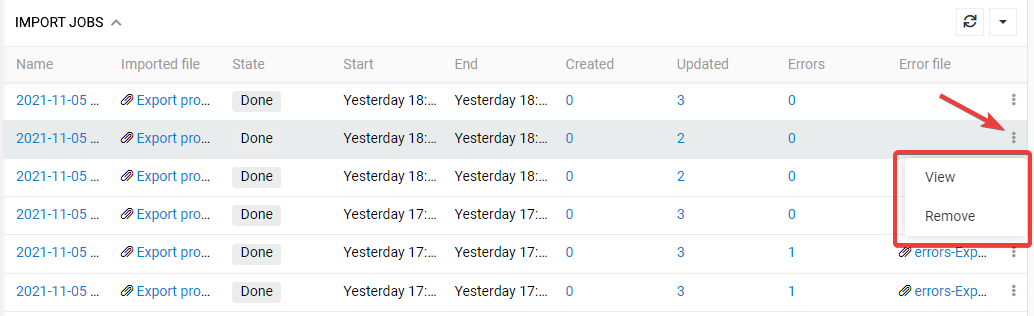 IMPORT JOBS
Name Imported file State Start End Created Updated Errors Error file
2021-11-05 ... Export pro... Done Yesterday 18:... Yesterday 18:... 0 3 0
2021-11-05 ... Export pro... Done Yesterday 18:... Yesterday 18:... 0 2 0
2021-11-05 ... Export pro... Done Yesterday 18:... Yesterday 18:... 0 2 0
View
2021-11-05 ... Export pro... Done Yesterday 17:... Yesterday 17:... 0 3 0
Remove
2021-11-05 ... Export pro... Done Yesterday 17:... Yesterday 17:... 0 3 1 errors-Exp...
2021-11-05 ... Export pro... Done Yesterday 17:... Yesterday 17:... 0 3 1 errors-Exp...